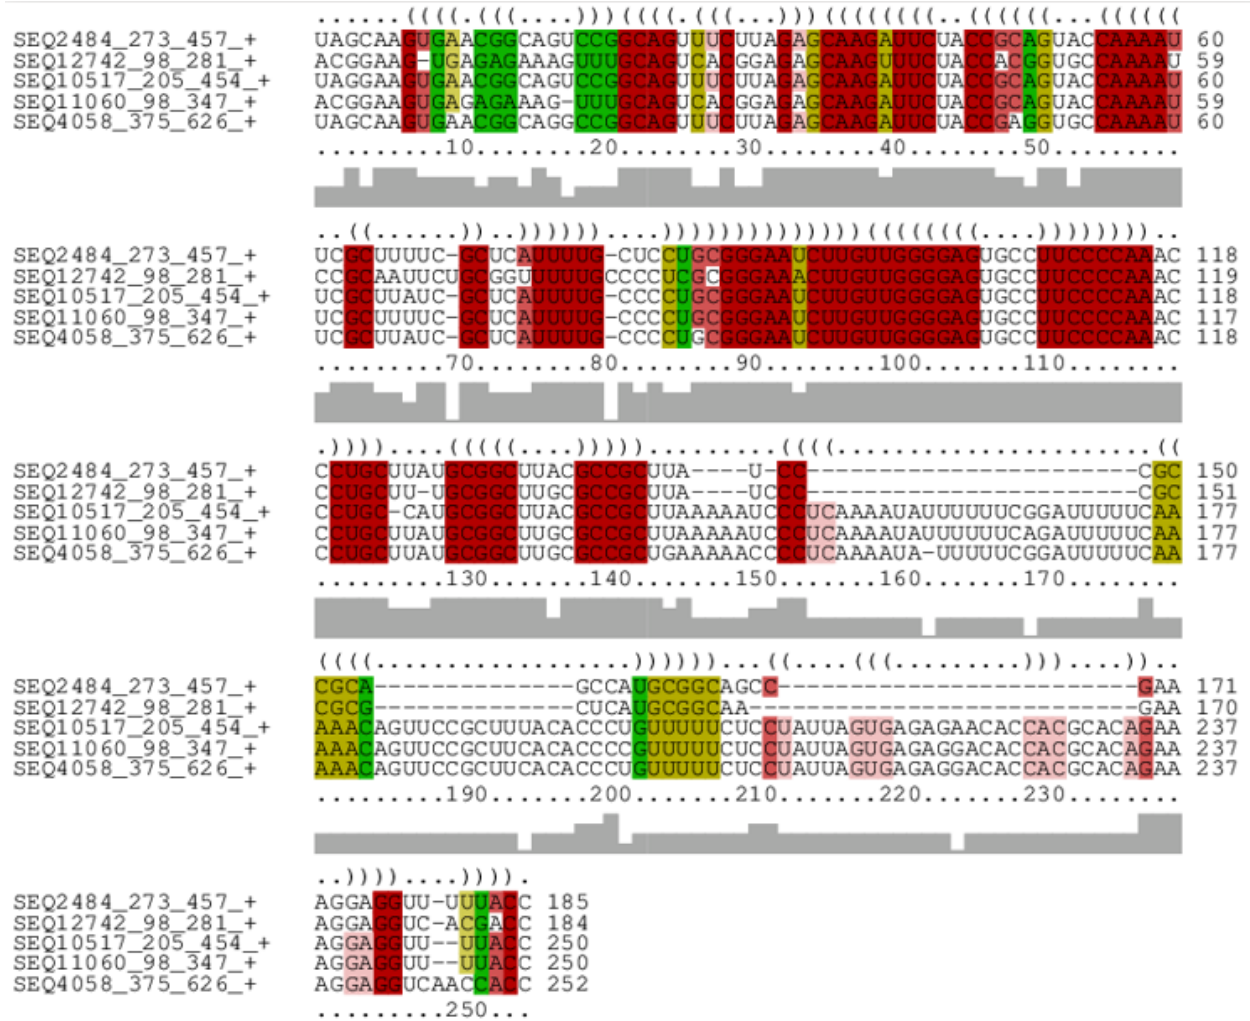 ......((((.(((....)))((((.(((...)))((((((((..((((((...((((((
SEQ2484_273_457_+ UAGCAAGUGAACGGCAGUCCGGCAGUUUCUUAGAGCAAGAUUCUACCGCAGUACCAAAAU 60
SEQ12742_98_281_+ ACGGAAG-UGAGAGAAAGUUUGCAGUCACGGAGAGCAAGUUUCUACCACGGUGCCAAAAU 59
SEQ10517_205_454_+ UAGGAAGUGAACGGCAGUCCGGCAGUUUCUUAGAGCAAGAUUCUACCGCAGUACCAAAAU 60
SEQ11060_98_347_+ ACGGAAGUGAGAGAAAG-UUUGCAGUCACGGAGAGCAAGAUUCUACCGCAGUACCAAAAU 59
SEQ4058_375_626_+ UAGCAAGUGAACGGCAGGCCGGCAGUUUCUUAGAGCAAGAUUCUACCGAGGUGCCAAAAU 60
.........10........20........30........40........50.........
..((......))..))))))....))))))))))))))((((((((....))))))))..
SEQ2484_273_457_+ UCGCUUUUC-GCUCAUUUUG-CUCCUGCGGGAAUCUUGUUGGGGAGUGCCUUCCCCAAAC 118
SEQ12742_98_281_+ CCGCAAUUCUGCGGUUUUUGCCCCUCGCGGGAAACUUGUUGGGGAGUGCCUUCCCCAAAC 119
SEQ10517_205_454_+ UCGCUUAUC-GCUCAUUUUG-CCCCUGCGGGAAUCUUGUUGGGGAGUGCCUUCCCCAAAC 118
SEQ11060_98_347_+ UCGCUUUUC-GCUCAUUUUG-CCCCUGCGGGAAUCUUGUUGGGGAGUGCCUUCCCCAAAC 117
SEQ4058_375_626_+ UCGCUUAUC-GCUCAUUUUG-CCCCUGCGGGAAUCUUGUUGGGGAGUGCCUUCCCCAAAC 118
.........70........80........90........100.......110........
.))))....(((((....))))).........((((......................((
SEQ2484_273_457_+ CCUGCUUAUGCGGCUUACGCCGCUUA----U-CC-----------------------CGC 150
SEQ12742_98_281_+ CCUGCUU-UGCGGCUUGCGCCGCUUA----UCCC-----------------------CGC 151
SEQ10517_205_454_+ CCUGC-CAUGCGGCUUACGCCGCUUAAAAAUCCCUCAAAAUAUUUUUUCGGAUUUUUCAA 177
SEQ11060_98_347_+ CCUGCUUAUGCGGCUUGCGCCGCUUAAAAAUCCCUCAAAAUAUUUUUUCAGAUUUUUCAA 177
SEQ4058_375_626_+ CCUGCUUAUGCGGCUUGCGCCGCUGAAAAACCCCUCAAAAUA-UUUUUCGGAUUUUUCAA 177
.........130.......140.......150.......160.......170........
((((..................))))))...((....(((.........)))....))..
SEQ2484_273_457_+ CGCA--------------GCCAUGCGGCAGCC-------------------------GAA 171
SEQ12742_98_281_+ CGCG--------------CUCAUGCGGCAA---------------------------GAA 170
SEQ10517_205_454_+ AAACAGUUCCGCUUUACACCCUGUUUUUCUCCUAUUAGUGAGAGAACACCACGCACAGAA 237
SEQ11060_98_347_+ AAACAGUUCCGCUUCACACCCCGUUUUUCUCCUAUUAGUGAGAGGACACCACGCACAGAA 237
SEQ4058_375_626_+ AAACAGUUCCGCUUCACACCCUGUUUUUCUCCUAUUAGUGAGAGGACACCACGCACAGAA 237
.........190.......200.......210.......220.......230........
..))))....)))).
SEQ2484_273_457_+ AGGAGGUU-UUUACC 185
SEQ12742_98_281_+ AGGAGGUC-ACGACC 184
SEQ10517_205_454_+ AGGAGGUU--UUACC 250
SEQ11060_98_347_+ AGGAGGUU--UUACC 250
SEQ4058_375_626_+ AGGAGGUCAACCACC 252
.........250...